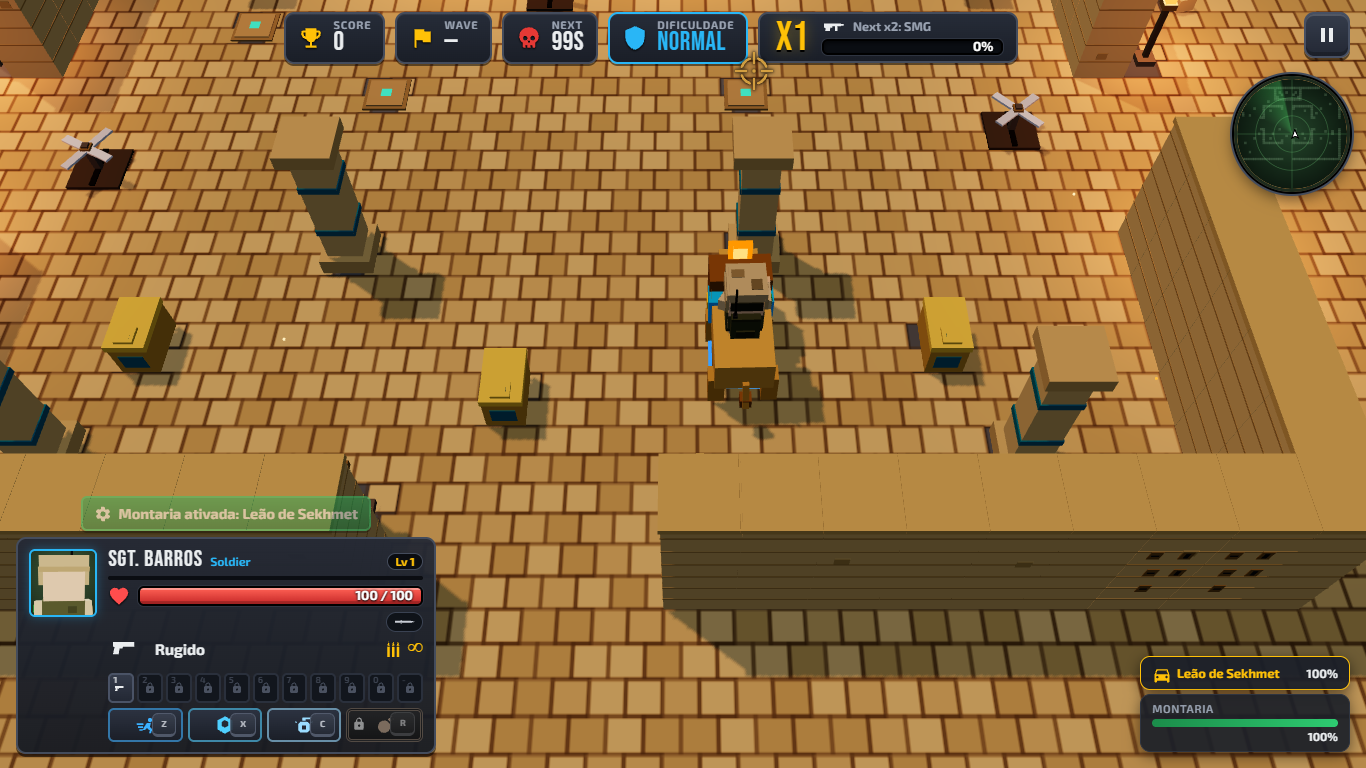 SCORE
0
WAVE
–
NEXT
99S
DIFICULDADE
NORMAL
X1
Next x2: SMG
0%
Montaria ativada: Leão de Sekhmet
SGT. BARROS Soldier
Lv 1
100 / 100
Rugido
∞
1 2 3 4 5 6 7 8 9 0
Z X C R
Leão de Sekhmet 100%
MONTARIA
100%